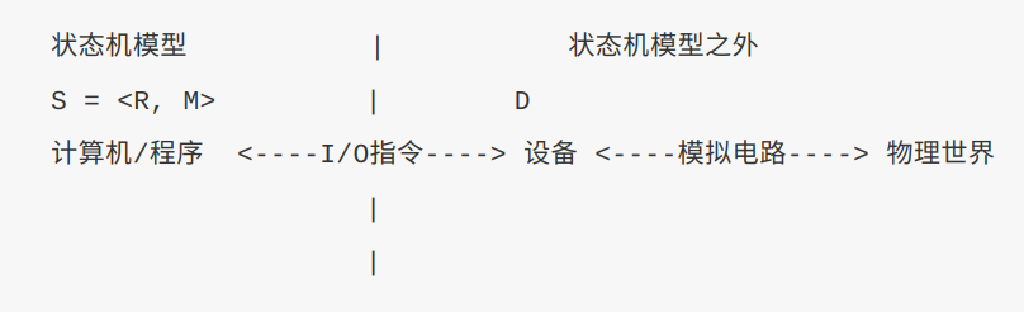 状态机模型 | 状态机模型之外
S = <R, M> | D
计算机/程序 <----I/O指令----> 设备 <----模拟电路----> 物理世界
|
|